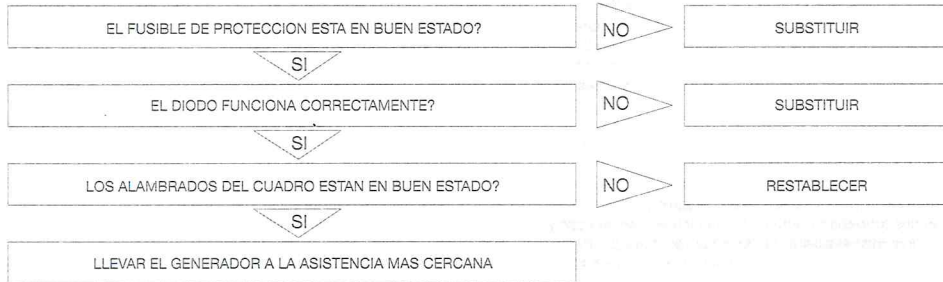 EL FUSIBLE DE PROTECCION ESTA EN BUEN ESTADO?
NO
SUBSTITUIR
SI
EL DIODO FUNCIONA CORRECTAMENTE?
NO
SUBSTITUIR
SI
LOS ALAMBRADOS DEL CUADRO ESTAN EN BUEN ESTADO?
NO
RESTABLECER
SI
LLEVAR EL GENERADOR A LA ASISTENCIA MAS CERCANA